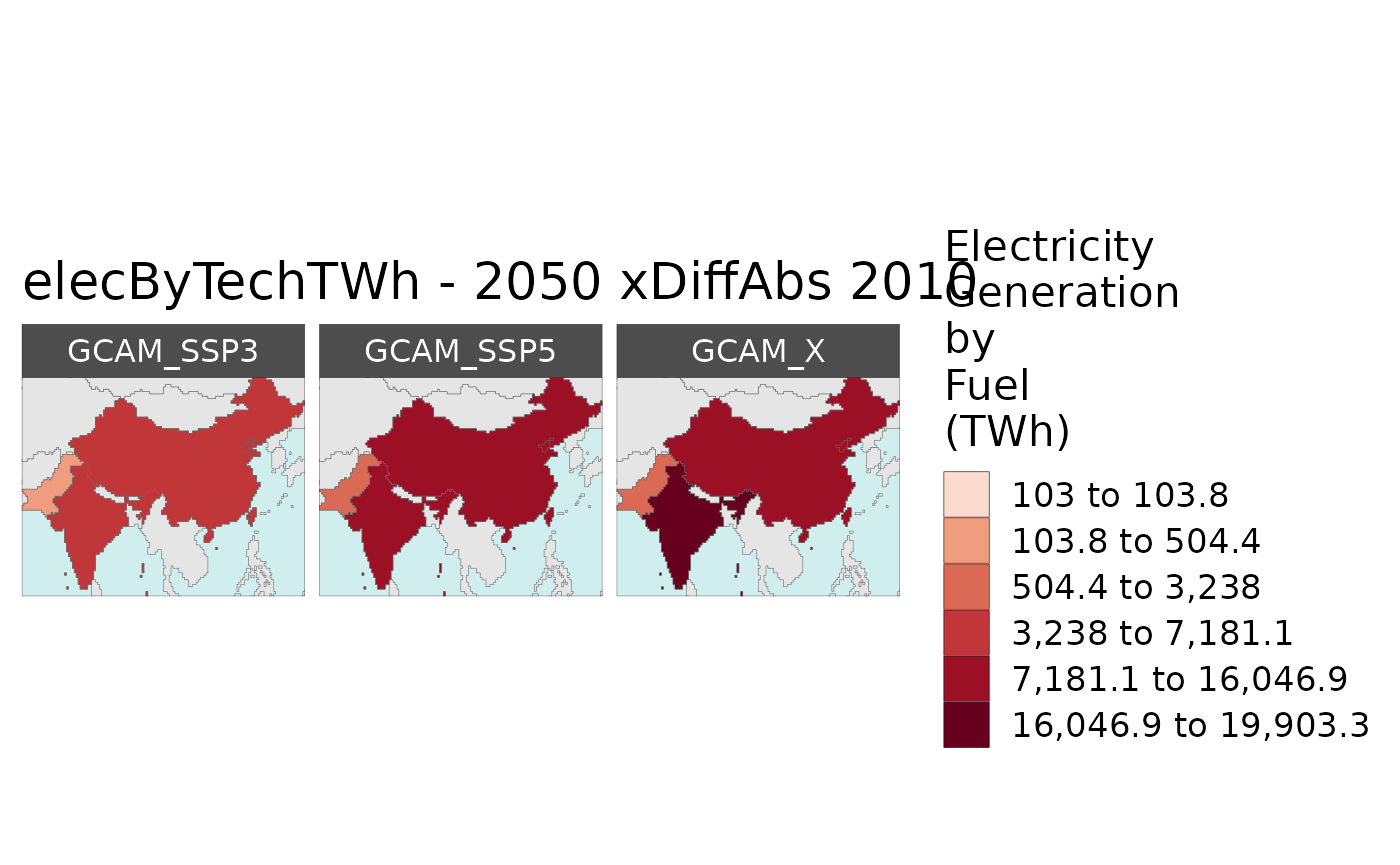 elecByTechTWh - 2050 xDiffAbs 2010
GCAM_SSP3
GCAM_SSP5
GCAM_X
Electricity
Generation
by
Fuel
(TWh)
103 to 103.8
103.8 to 504.4
504.4 to 3,238
3,238 to 7,181.1
7,181.1 to 16,046.9
16,046.9 to 19,903.3